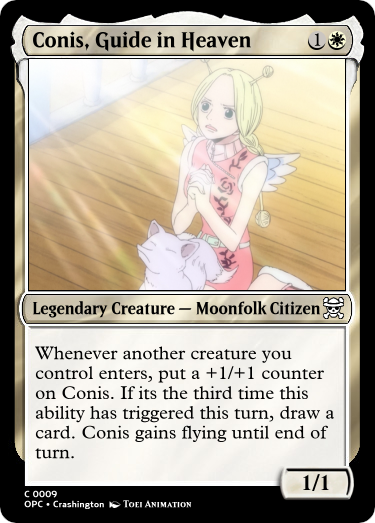 Conis, Guide in Heaven 1
Legendary Creature — Moonfolk Citizen
Whenever another creature you
control enters, put a +1/+1 counter
on Conis. If its the third time this
ability has triggered this turn, draw a
card. Conis gains flying until end of
turn.
1/1
C 0009
OPC • Crashington Toei Animation